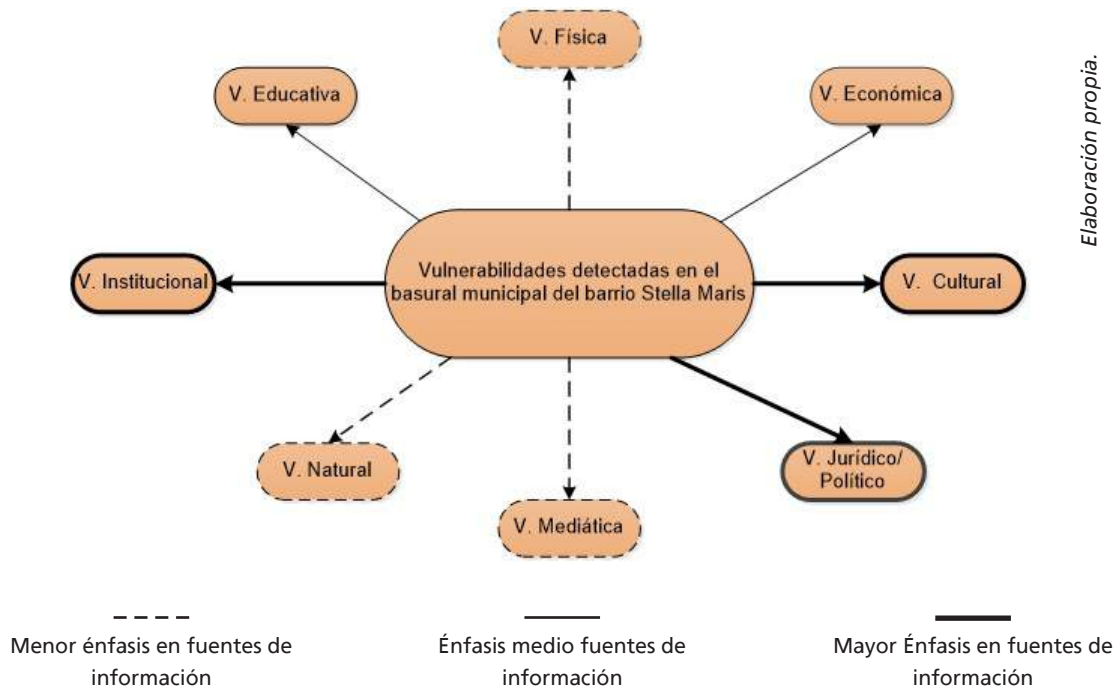 V. Física
V. Educativa
V. Económica
Elaboración propia.
Vulnerabilidades detectadas en el
basural municipal del barrio Stella Maris
V. Institucional
V. Cultural
V. Natural
V. Jurídico/
Político
V. Mediática
Menor énfasis en fuentes de
información
Énfasis medio fuentes de
información
Mayor Énfasis en fuentes de
información